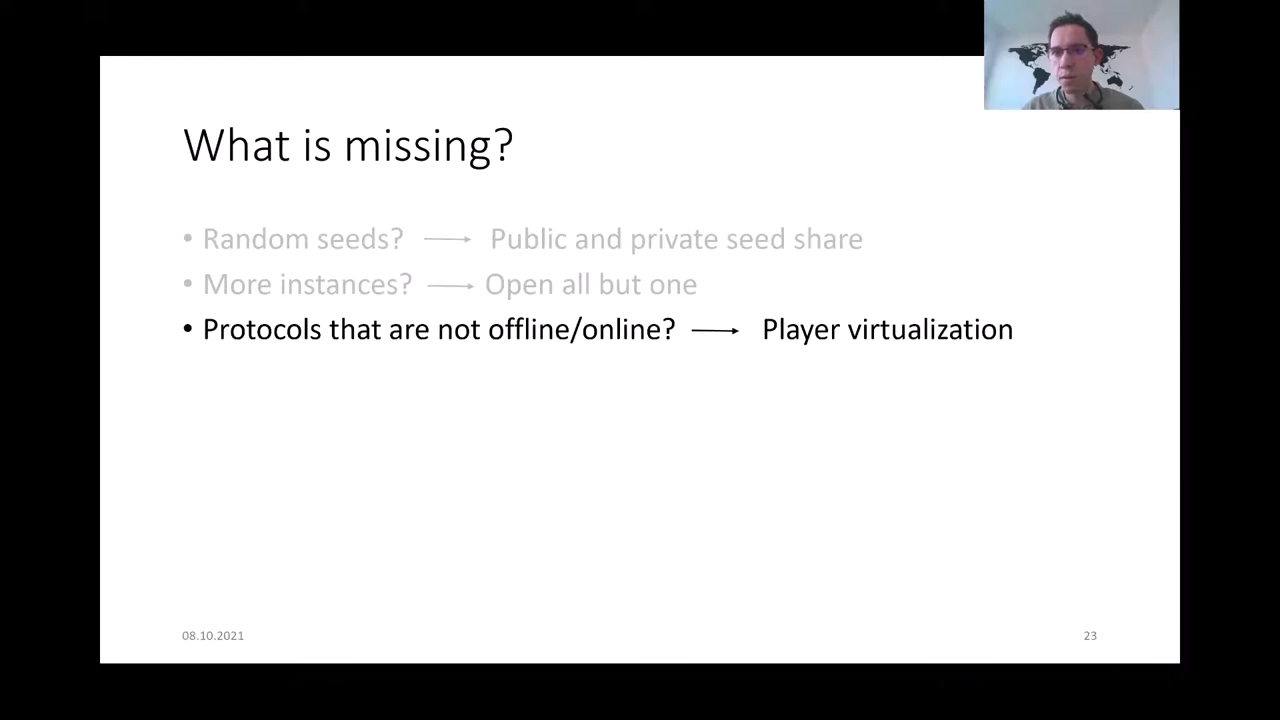 What is missing?
• Random seeds? → Public and private seed share
• More instances? → Open all but one
• Protocols that are not offline/online? → Player virtualization
08.10.2021
23